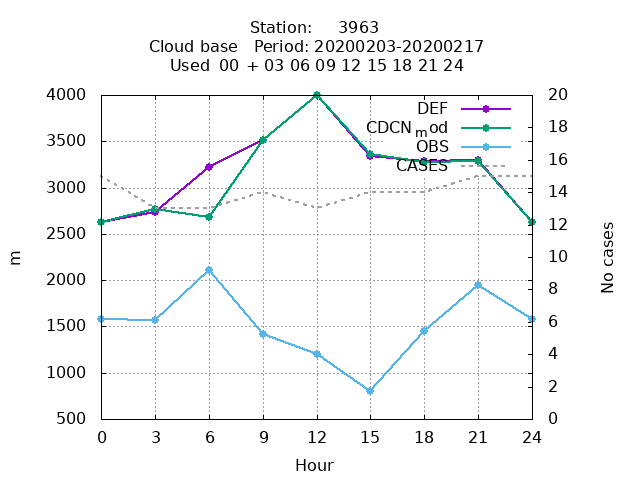 Station: 3963
Cloud base Period: 20200203-20200217
Used 00 + 03 06 09 12 15 18 21 24
4000
3500
3000
2500
2000
1500
1000
500
m
20
18
16
14
12
10
8
6
4
2
0
No cases
DEF
CDCNmod
OBS
CASES
0 3 6 9 12 15 18 21 24
Hour